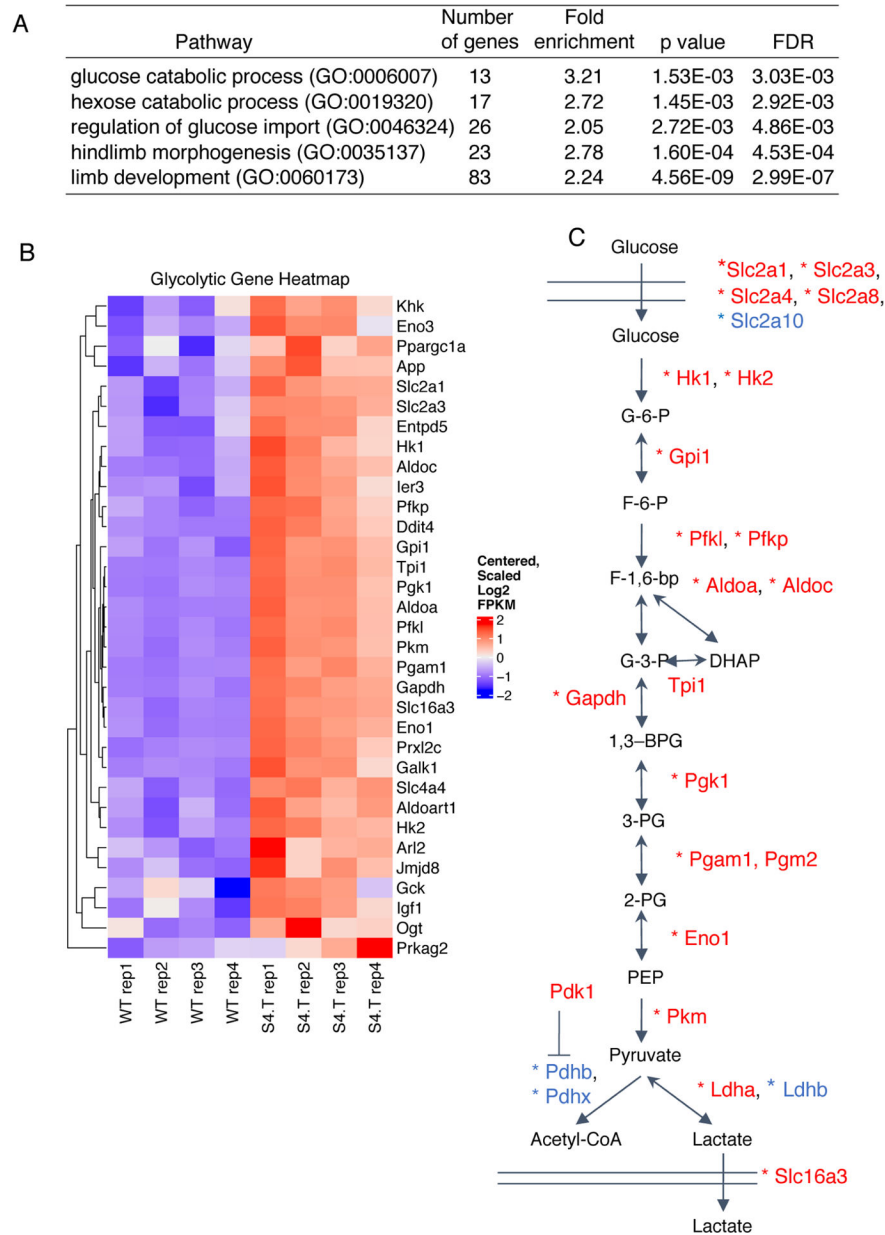 A
Pathway
Number of genes
Fold enrichment
p value
FDR
glucose catabolic process (GO:0006007) 13 3.21 1.53E-03 3.03E-03
hexose catabolic process (GO:0019320) 17 2.72 1.45E-03 2.92E-03
regulation of glucose import (GO:0046324) 26 2.05 2.72E-03 4.86E-03
hindlimb morphogenesis (GO:0035137) 23 2.78 1.60E-04 4.53E-04
limb development (GO:0060173) 83 2.24 4.56E-09 2.99E-07
B
Glycolytic Gene Heatmap
Khk
Eno3
Ppargc1a
App
Slc2a1
Slc2a3
Entpd5
Hk1
Aldoc
Ier3
Pfkp
Ddit4
Gpi1
Tpi1
Pgk1
Aldoa
Pfkl
Pkm
Pgam1
Gapdh
Slc16a3
Eno1
Prxl2c
Galk1
Slc4a4
Aldoart1
Hk2
Arl2
Jmjd8
Gck
Igf1
Ogt
Prkag2
WT rep1
WT rep2
WT rep3
WT rep4
S4.T rep1
S4.T rep2
S4.T rep3
S4.T rep4
Centered,
Scaled
Log2
FPKM
2
1
0
−1
−2
C
Glucose
*Slc2a1, * Slc2a3,
* Slc2a4, * Slc2a8,
* Slc2a10
Glucose
* Hk1, * Hk2
G-6-P
* Gpi1
F-6-P
* Pfkl, * Pfkp
F-1,6-bp
* Aldoa, * Aldoc
G-3-P
DHAP
Tpi1
* Gapdh
1,3–BPG
* Pgk1
3-PG
* Pgam1, Pgm2
2-PG
* Eno1
PEP
Pdk1
* Pkm
Pyruvate
* Pdhb,
* Pdhx
* Ldha, * Ldhb
Acetyl-CoA
Lactate
* Slc16a3
Lactate